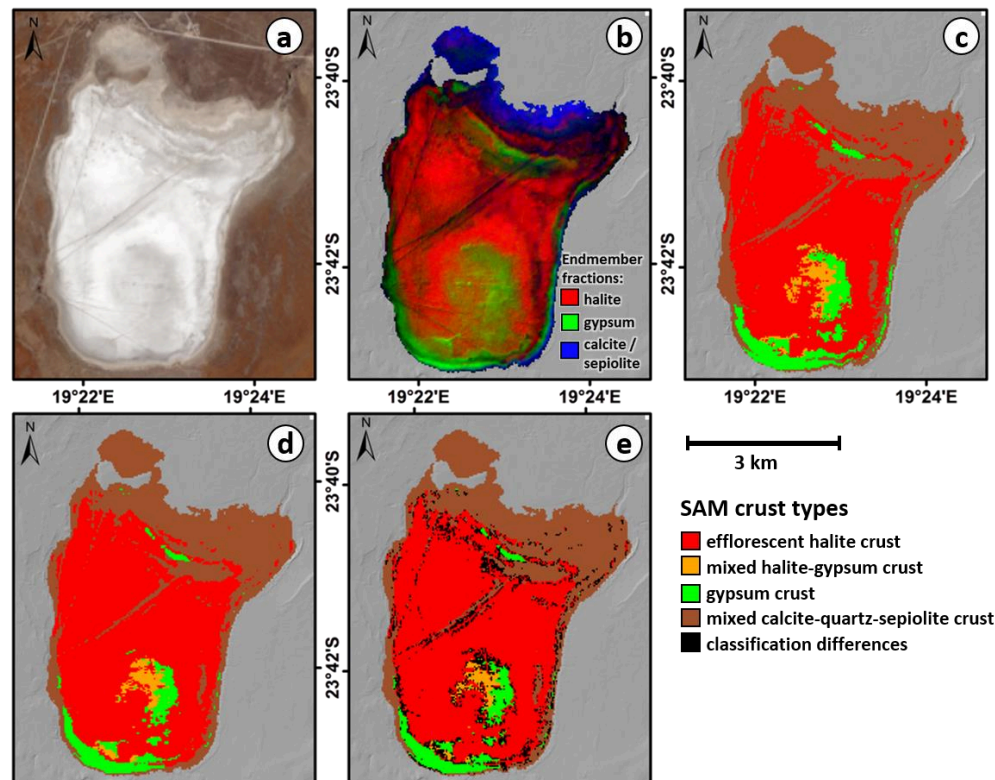 N
a
N
b
23°40'S
23°42'S
Endmember
fractions:
halite
gypsum
calcite /
sepiolite
N
c
23°40'S
23°42'S
19°22'E
19°24'E
19°22'E
19°24'E
19°22'E
19°24'E
N
d
N
e
23°40'S
23°42'S
3 km
SAM crust types
efflorescent halite crust
mixed halite-gypsum crust
gypsum crust
mixed calcite-quartz-sepiolite crust
classification differences